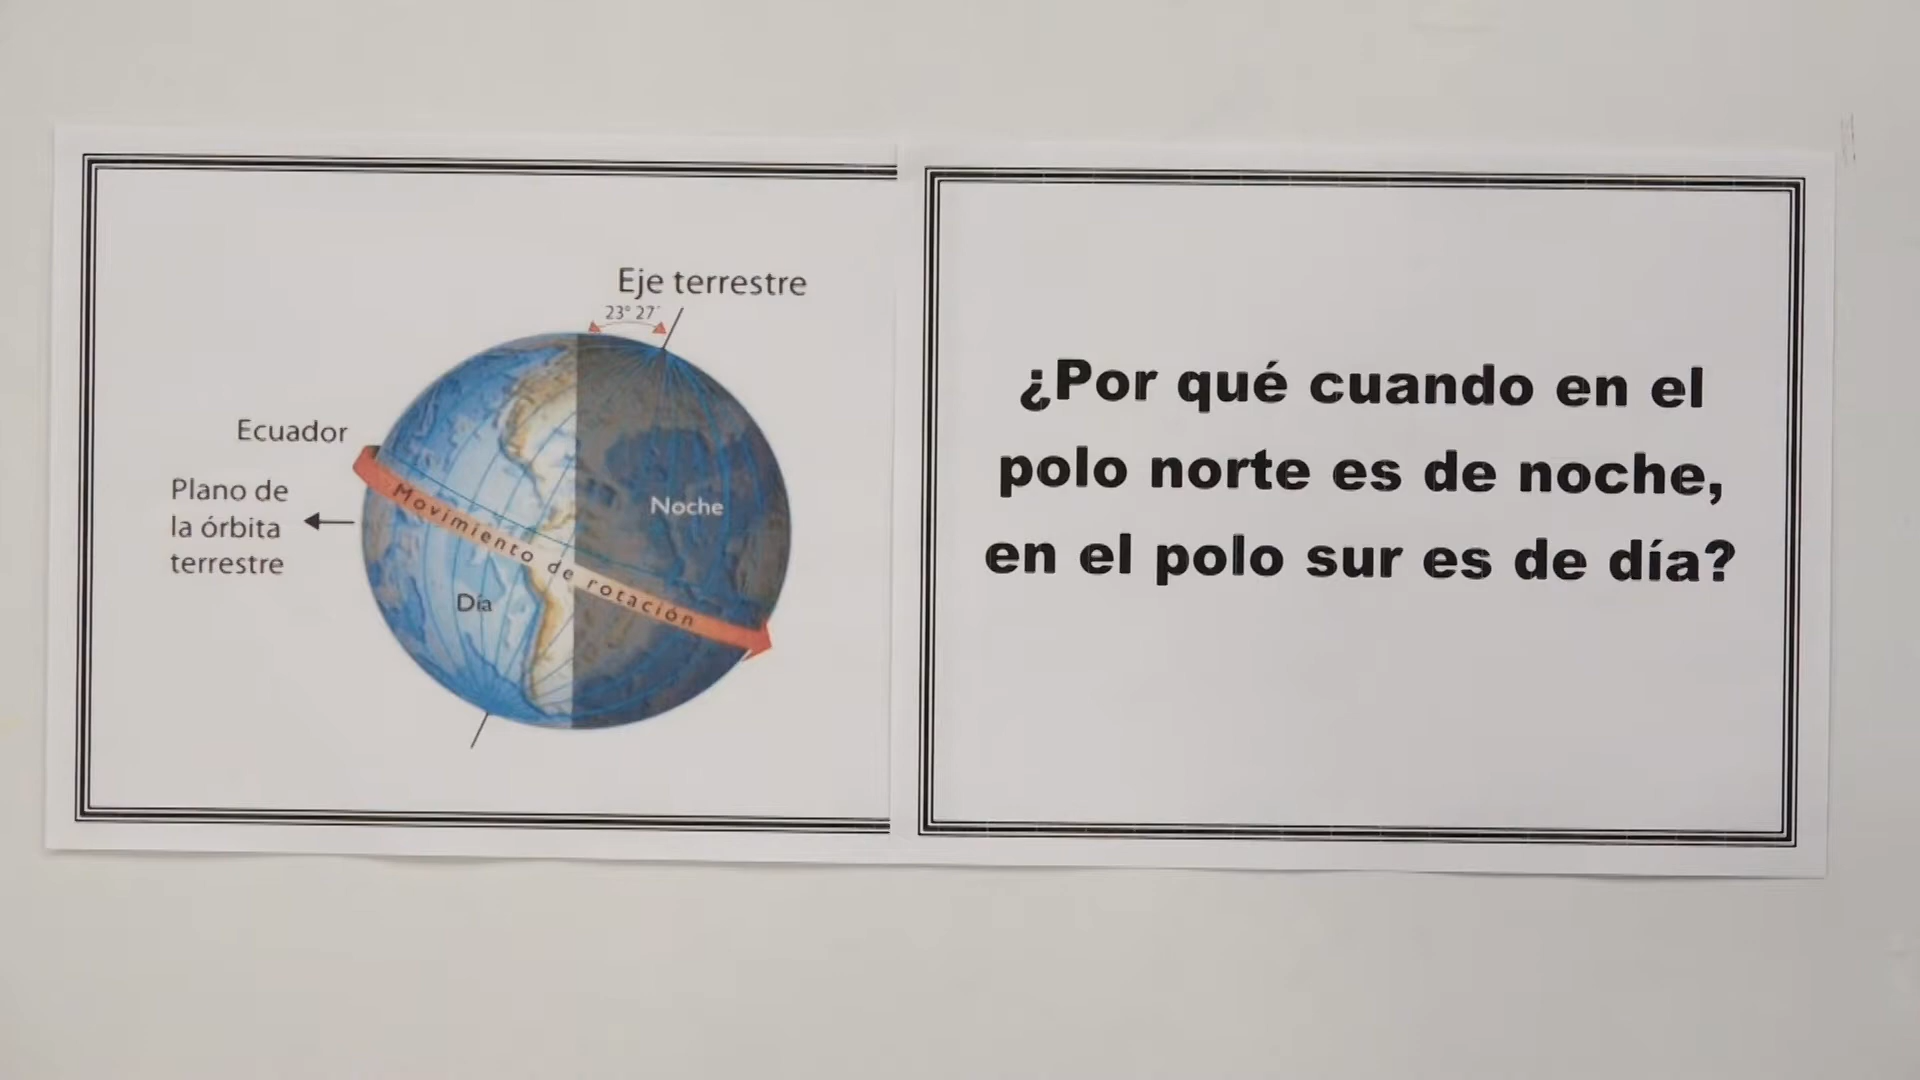 Eje terrestre
23° 27´
Ecuador
Plano de
la órbita
terrestre
Movimiento de rotación
Noche
Día
¿Por qué cuando en el
polo norte es de noche,
en el polo sur es de día?